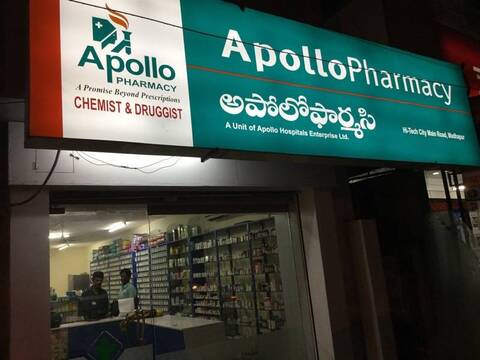 Apollo
PHARMACY
A Promise Beyond Prescriptions
CHEMIST & DRUGGIST
ApolloPharmacy
అపోలోఫార్మసి
A Unit of Apollo Hospitals Enterprise Ltd.
Hi-Tech City Main Road, Madhapur